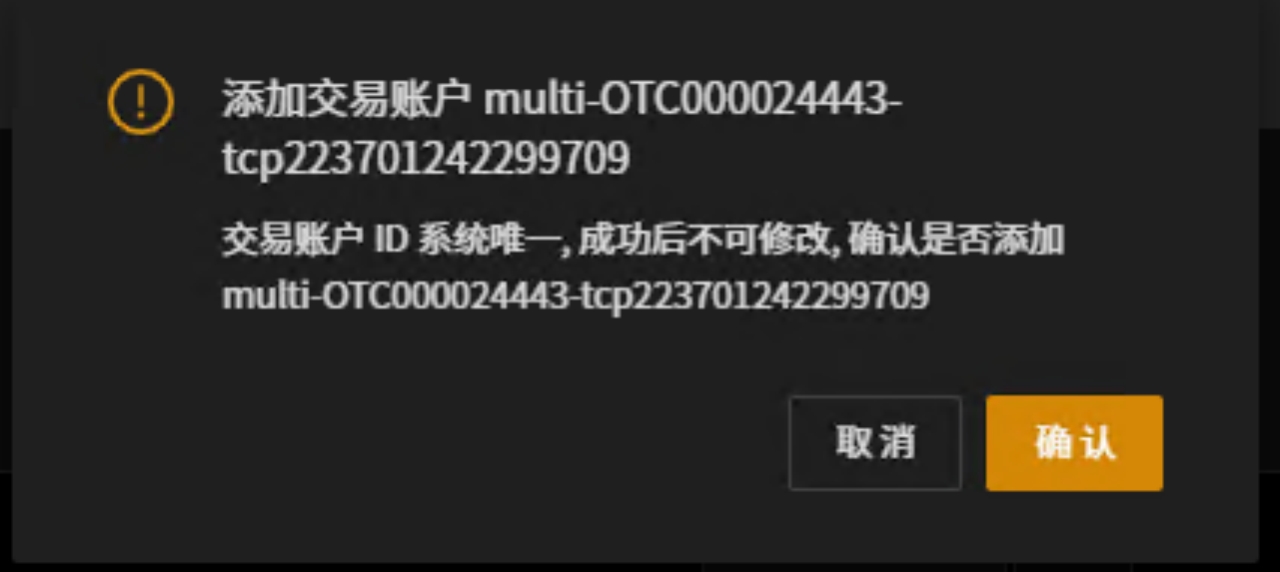 添加交易账户 multi-OTC000024443-
tcp223701242299709
交易账户 ID 系统唯一, 成功后不可修改, 确认是否添加
multi-OTC000024443-tcp223701242299709
取消
确认